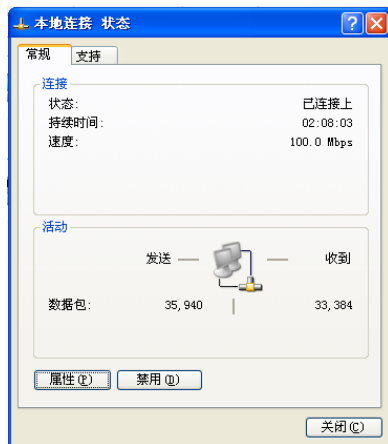 本地连接 状态
常规 支持
连接
状态: 已连接上
持续时间: 02:08:03
速度: 100.0 Mbps
活动
发送 — — 收到
数据包: 35,940 | 33,384
属性(P) 禁用(D)
关闭(C)